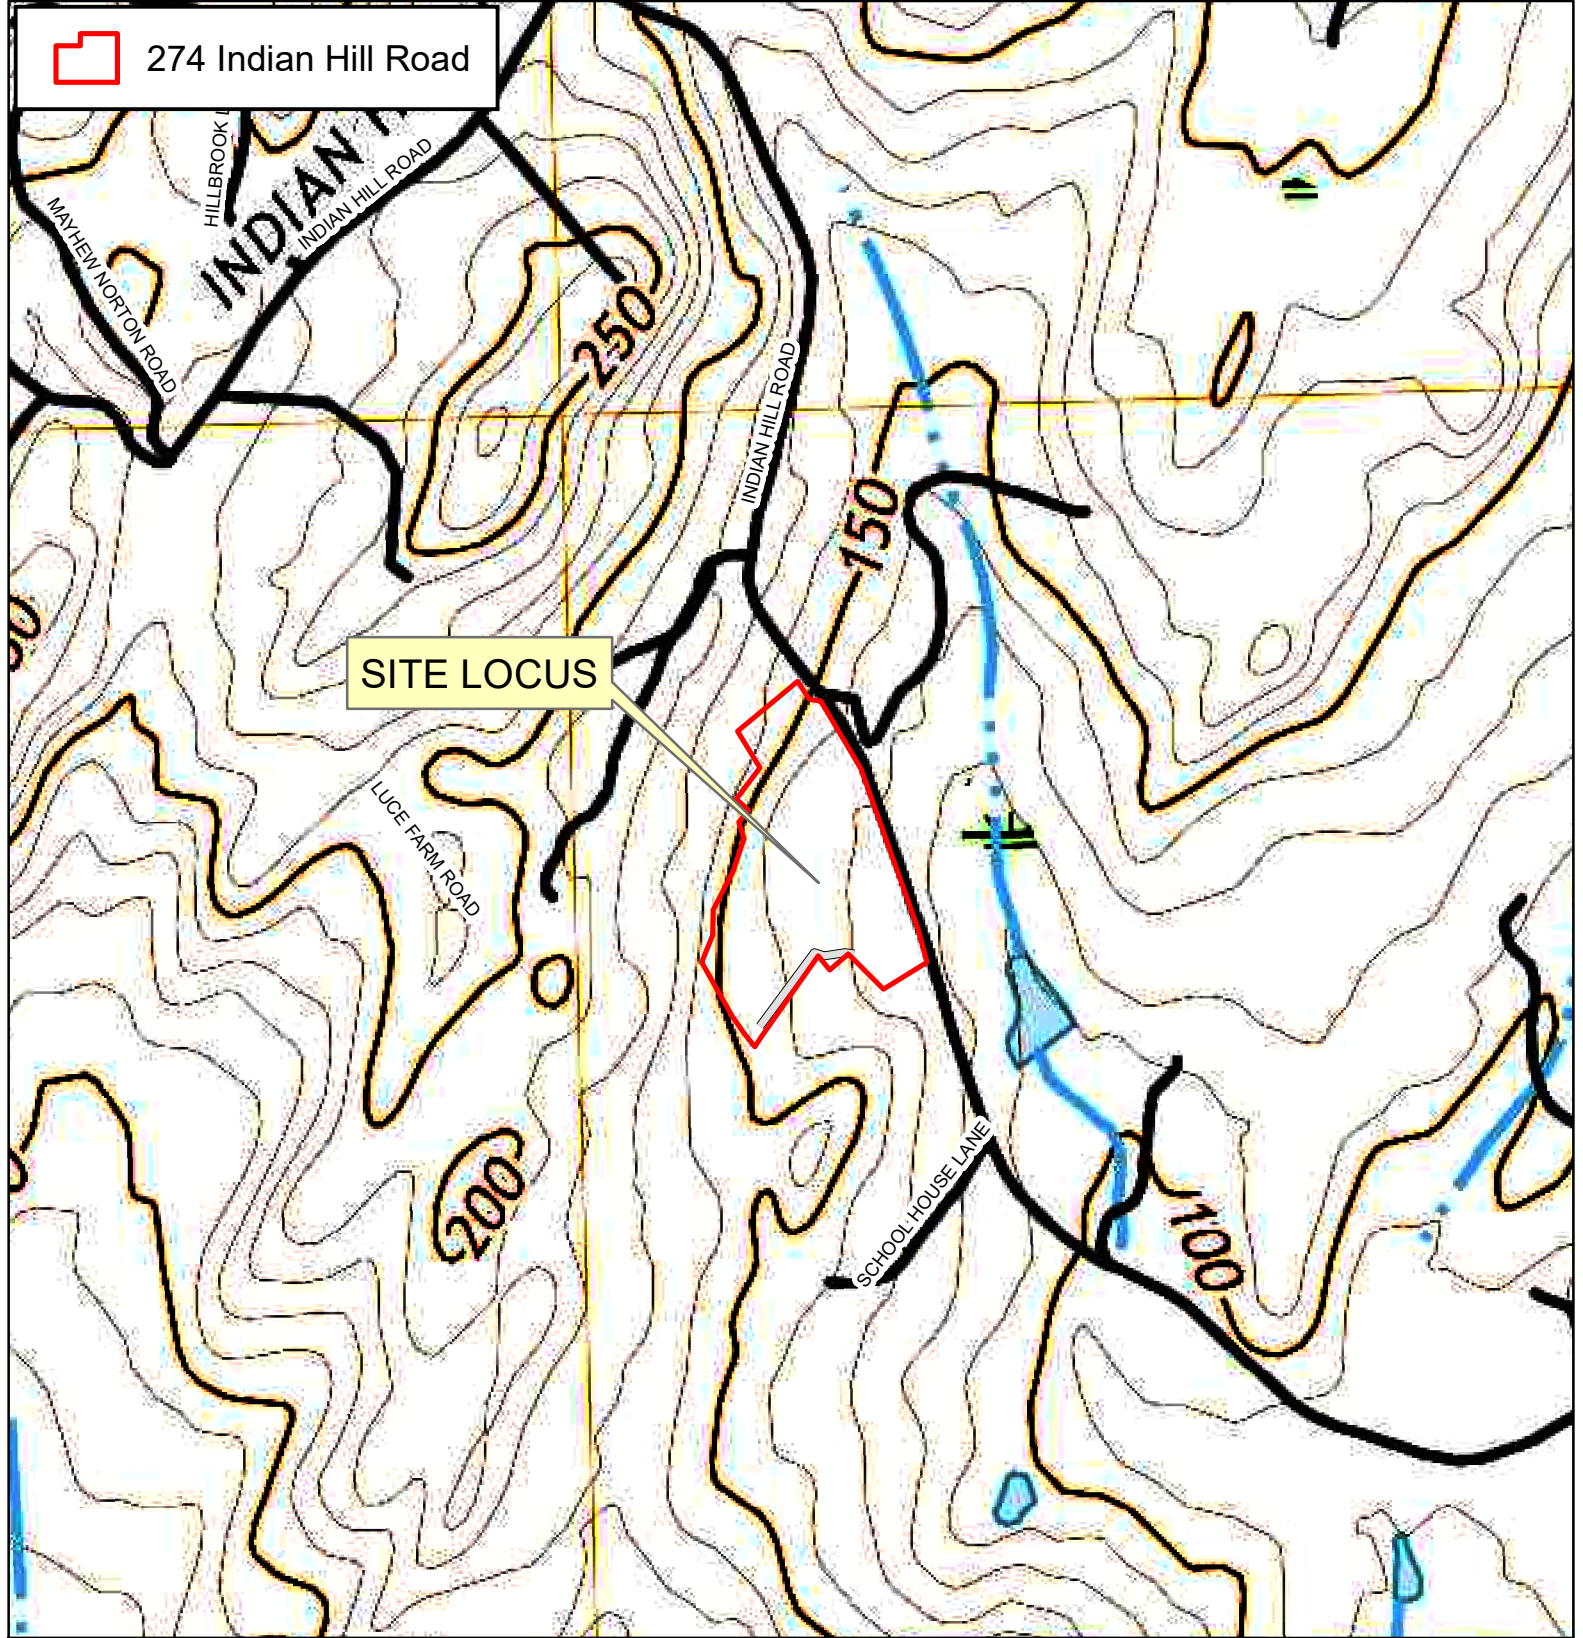 274 Indian Hill Road
HILLBROOK
INDIAN
INDIAN HILL ROAD
MAYHEW NORTON ROAD
250
INDIAN HILL ROAD
150
SITE LOCUS
LUCE FARM ROAD
SCHOOL HOUSE LANE
200
100